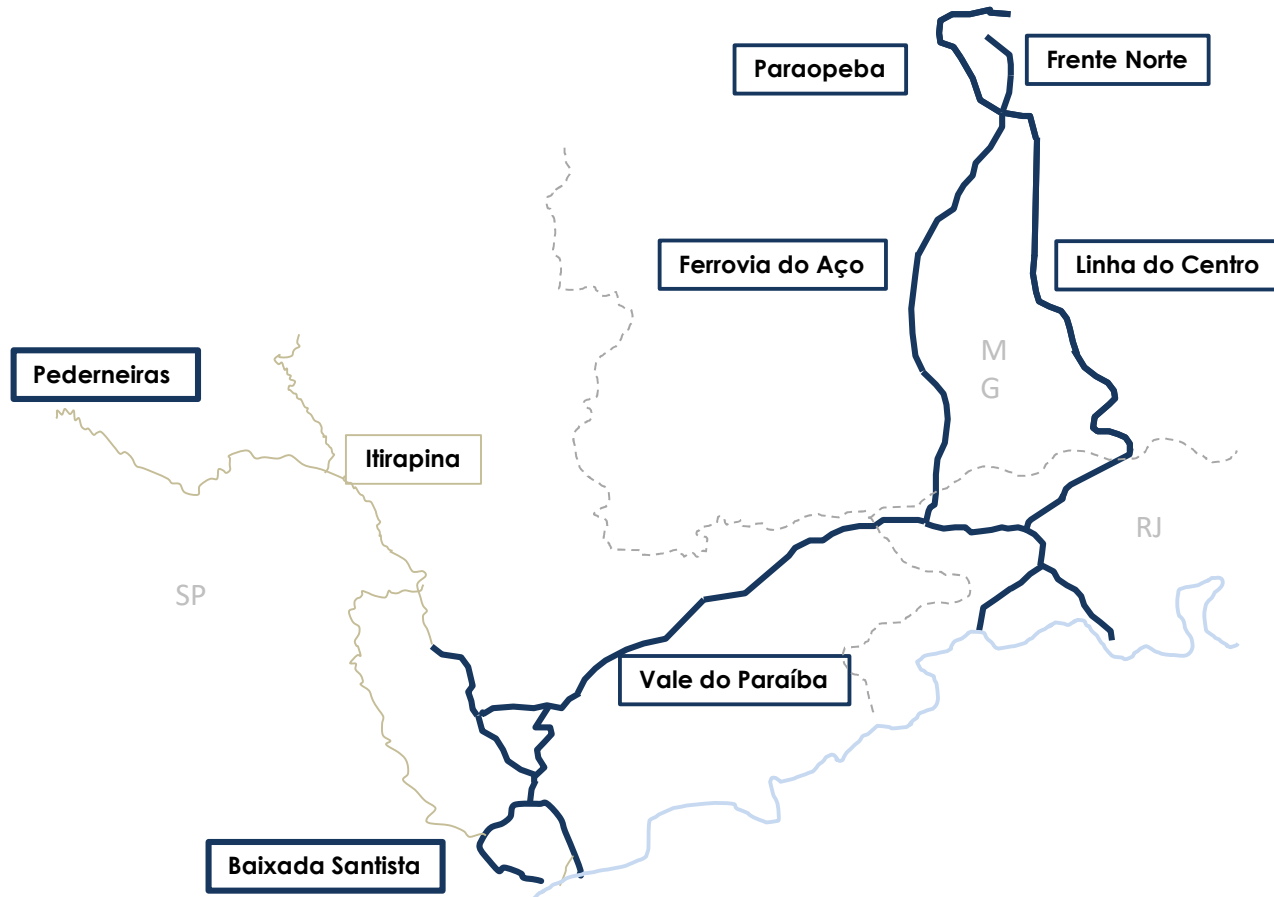 Paraopeba
Frente Norte
Ferrovia do Aço
Linha do Centro
M
G
Pederneiras
Itirapina
RJ
SP
Vale do Paraíba
Baixada Santista